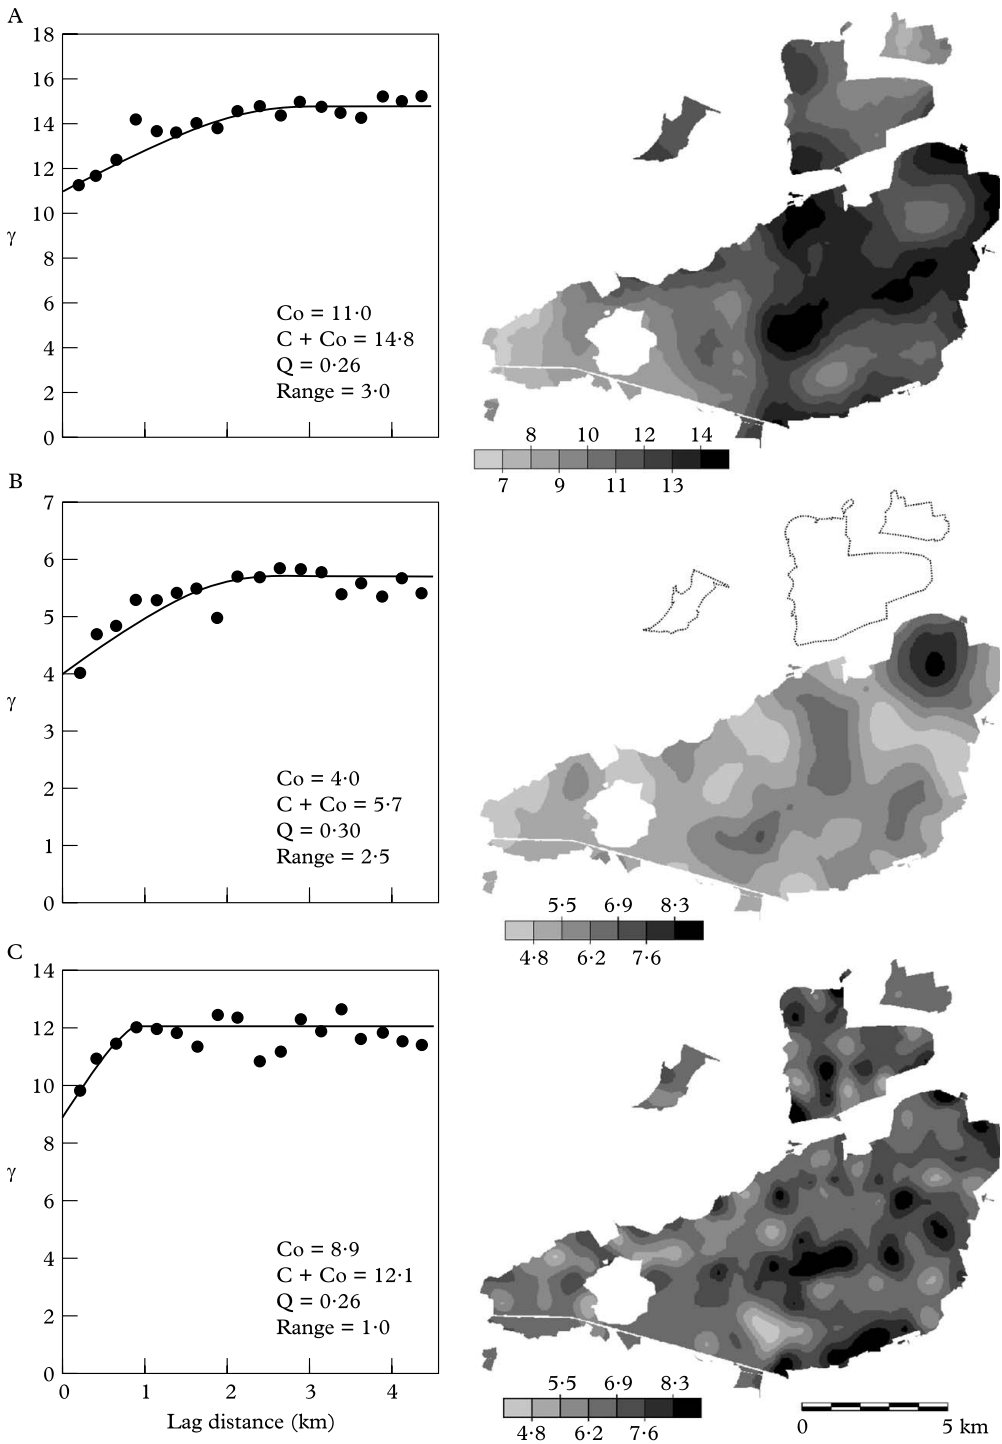 A
18
16
14
12
10
8
6
4
2
0
γ
Co = 11·0
C + Co = 14·8
Q = 0·26
Range = 3·0
8 10 12 14
7 9 11 13
B
7
6
5
4
3
2
1
0
γ
Co = 4·0
C + Co = 5·7
Q = 0·30
Range = 2·5
5·5 6·9 8·3
4·8 6·2 7·6
C
14
12
10
8
6
4
2
0
γ
Co = 8·9
C + Co = 12·1
Q = 0·26
Range = 1·0
0 1 2 3 4
Lag distance (km)
5·5 6·9 8·3
4·8 6·2 7·6
0 5 km